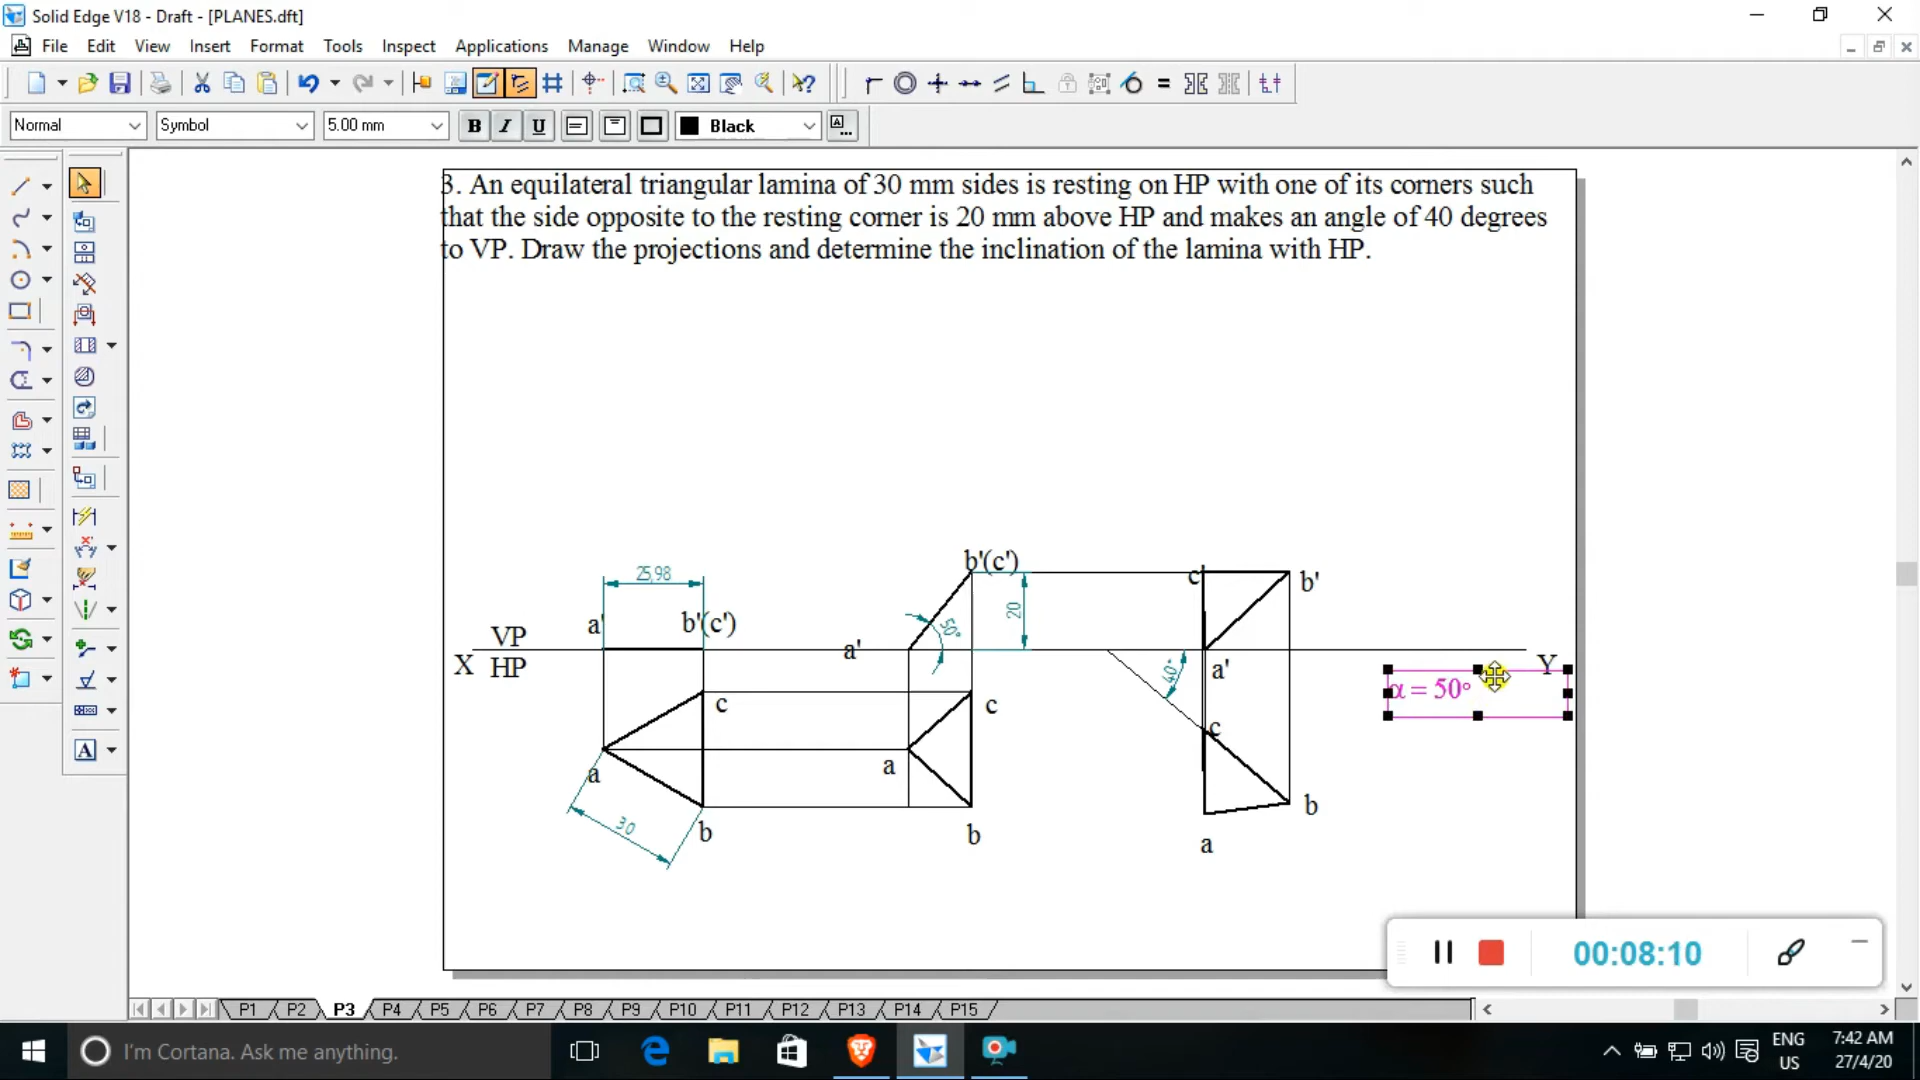 Solid Edge V18 - Draft - [PLANES.dft]
File Edit View Insert Format Tools Inspect Applications Manage Window Help
Normal Symbol 5.00 mm B I U Black A...
3. An equilateral triangular lamina of 30 mm sides is resting on HP with one of its corners such
that the side opposite to the resting corner is 20 mm above HP and makes an angle of 40 degrees
to VP. Draw the projections and determine the inclination of the lamina with HP.
b'(c')
25,98
c' b'
20
a' b'(c') 50°
VP
X HP a' Y
40° a'
α = 50°
c c
c
a a
b
30
b b
a
A
00:08:10
P1 P2 P3 P4 P5 P6 P7 P8 P9 P10 P11 P12 P13 P14 P15
I'm Cortana. Ask me anything.
ENG
US
7:42 AM
27/4/20